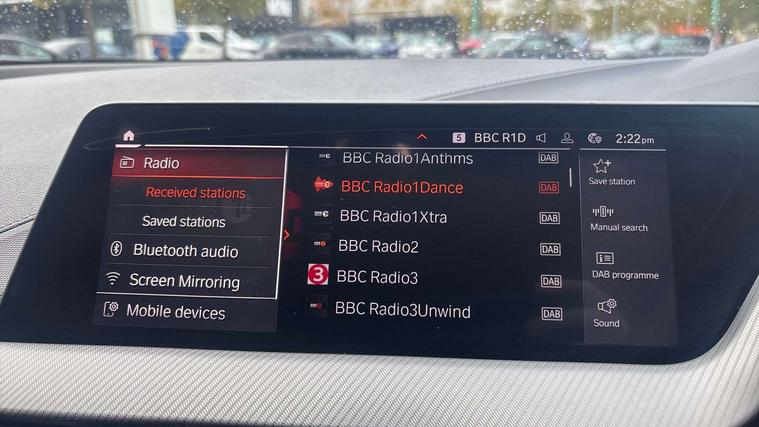 5 BBC R1D 2:22pm
Radio
Received stations
Saved stations
Bluetooth audio
Screen Mirroring
Mobile devices
BBC Radio1Anthms DAB
BBC Radio1Dance DAB
BBC Radio1Xtra DAB
BBC Radio2 DAB
3 BBC Radio3 DAB
BBC Radio3Unwind DAB
Save station
Manual search
DAB programme
Sound